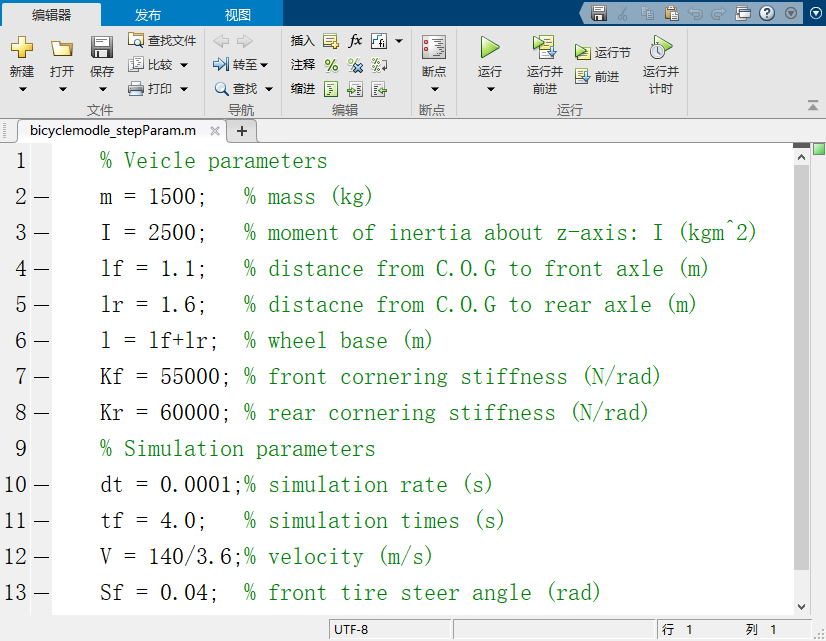 编辑器 发布 视图
新建 打开 保存 查找文件 比较 打印 转至 查找 插入 fx 注释 缩进 断点 运行 运行并前进 运行节 前进 运行并计时
文件 导航 编辑 断点 运行
bicyclemodle_stepParam.m
1 % Veicle parameters
2 – m = 1500; % mass (kg)
3 – I = 2500; % moment of inertia about z-axis: I (kgm^2)
4 – lf = 1.1; % distance from C.O.G to front axle (m)
5 – lr = 1.6; % distacne from C.O.G to rear axle (m)
6 – l = lf+lr; % wheel base (m)
7 – Kf = 55000; % front cornering stiffness (N/rad)
8 – Kr = 60000; % rear cornering stiffness (N/rad)
9 % Simulation parameters
10 – dt = 0.0001;% simulation rate (s)
11 – tf = 4.0; % simulation times (s)
12 – V = 140/3.6;% velocity (m/s)
13 – Sf = 0.04; % front tire steer angle (rad)
UTF-8 行 1 列 1